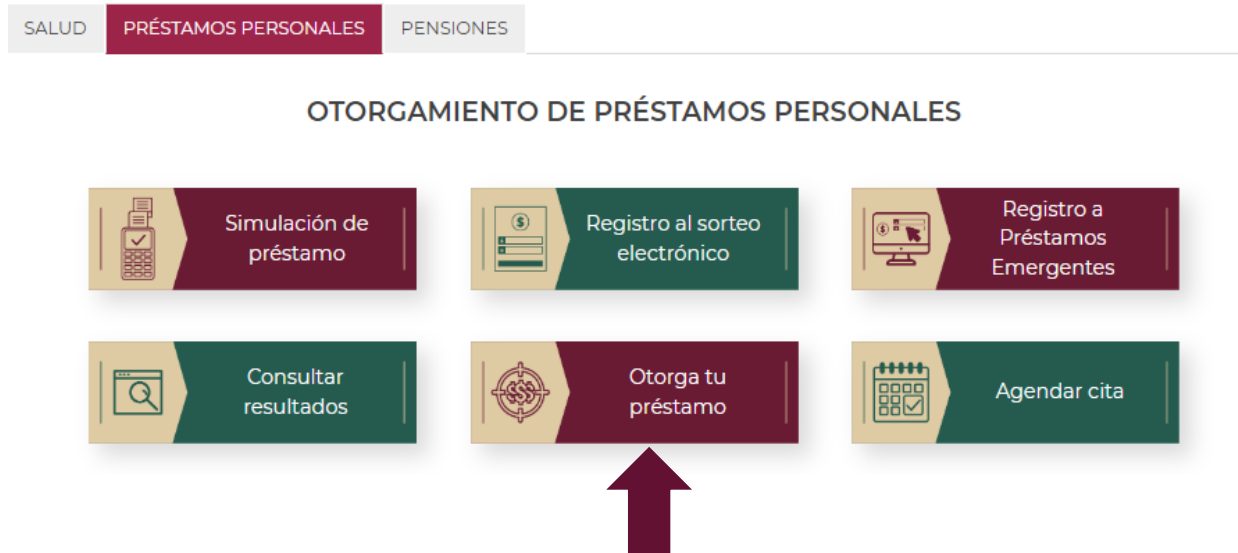 SALUD
PRÉSTAMOS PERSONALES
PENSIONES
OTORGAMIENTO DE PRÉSTAMOS PERSONALES
Simulación de
préstamo
Registro al sorteo
electrónico
Registro a
Préstamos
Emergentes
Consultar
resultados
Otorga tu
préstamo
Agendar cita